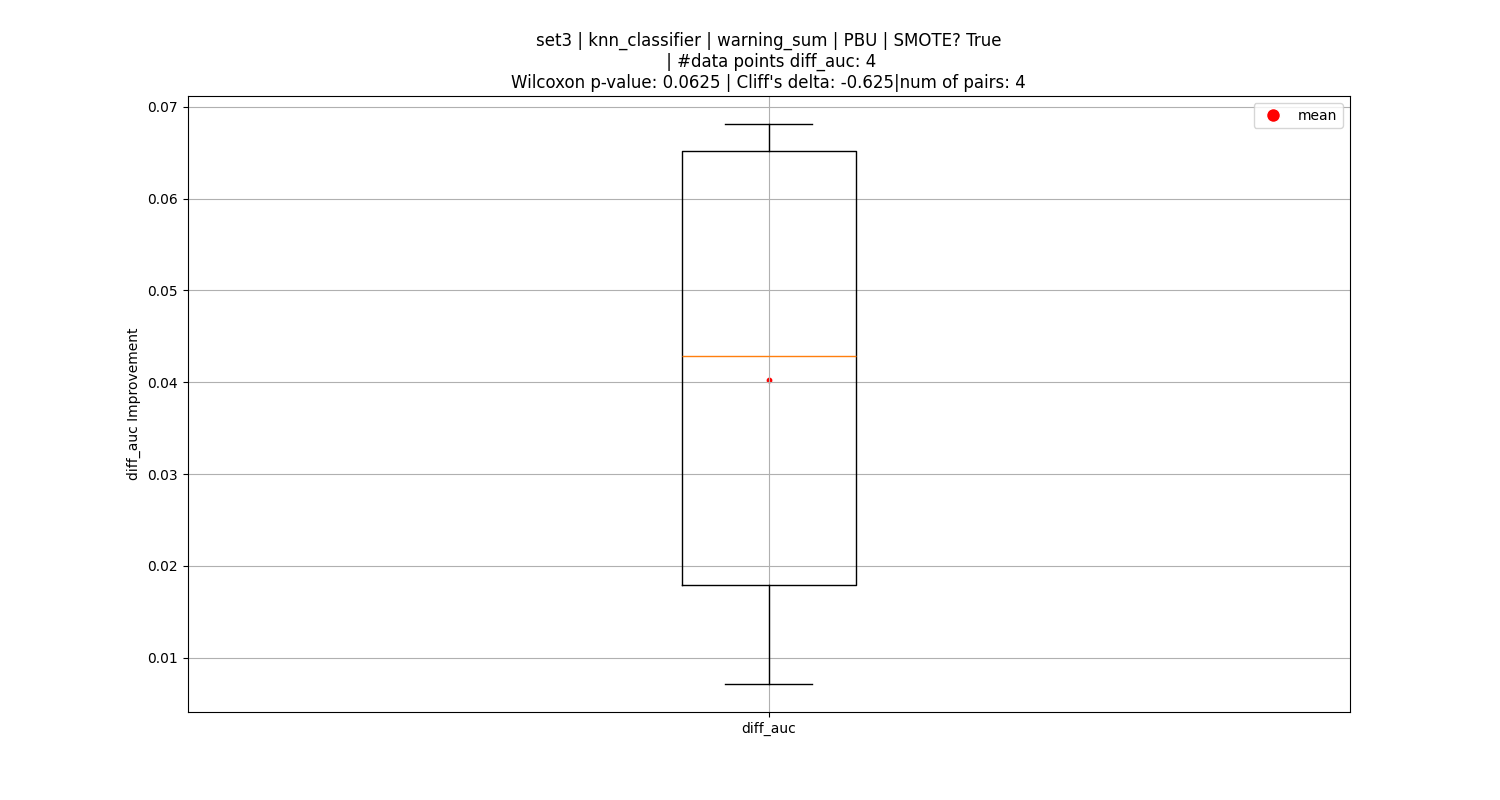 set3 | knn_classifier | warning_sum | PBU | SMOTE? True
| #data points diff_auc: 4
Wilcoxon p-value: 0.0625 | Cliff's delta: -0.625|num of pairs: 4
mean
0.07
0.06
0.05
0.04
0.03
0.02
0.01
diff_auc Improvement
diff_auc